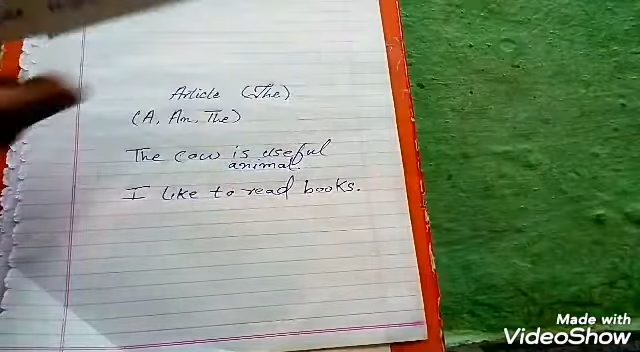 Article (The)
(A, An, The)
The cow is useful
animal.
I like to read books.
Made with
VideoShow